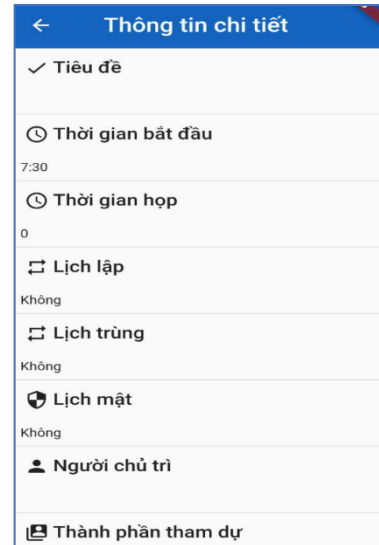 Thông tin chi tiết
Tiêu đề
Thời gian bắt đầu
7:30
Thời gian họp
0
Lịch lập
Không
Lịch trùng
Không
Lịch mật
Không
Người chủ trì
Thành phần tham dự